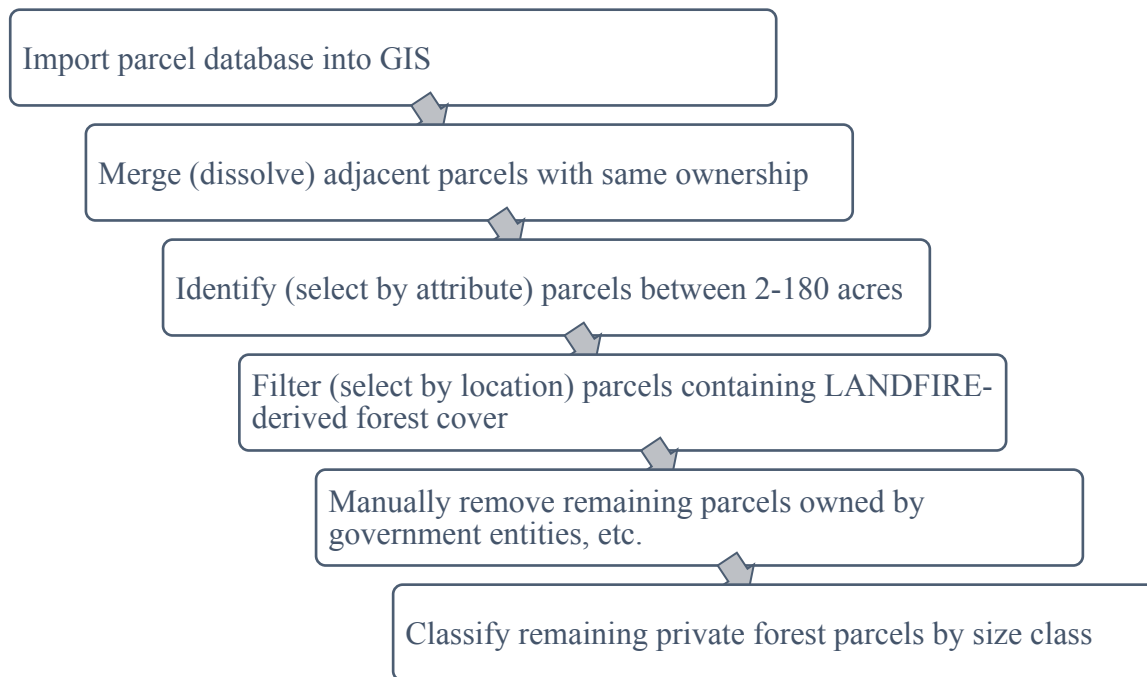 Import parcel database into GIS
Merge (dissolve) adjacent parcels with same ownership
Identify (select by attribute) parcels between 2-180 acres
Filter (select by location) parcels containing LANDFIRE-
derived forest cover
Manually remove remaining parcels owned by
government entities, etc.
Classify remaining private forest parcels by size class